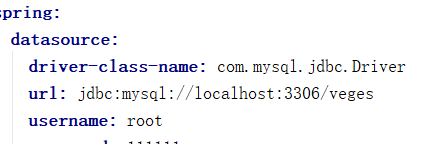 spring:
datasource:
driver-class-name: com.mysql.jdbc.Driver
url: jdbc:mysql://localhost:3306/veges
username: root